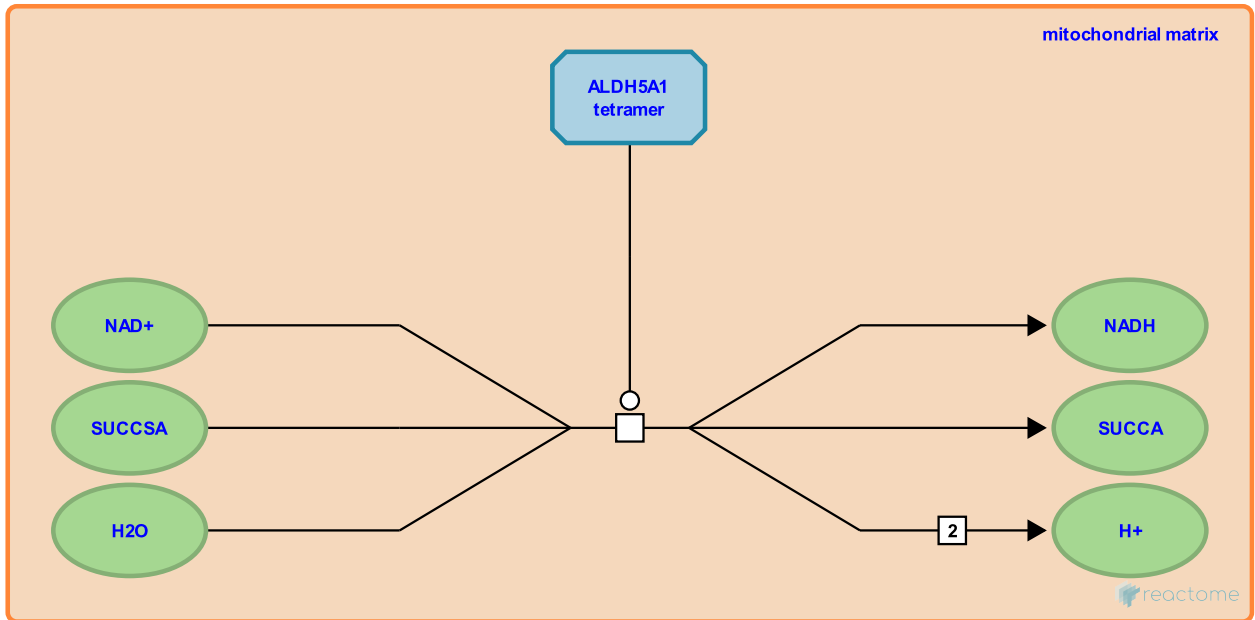 mitochondrial matrix
ALDH5A1
tetramer
NAD+
NADH
SUCCSA
SUCCA
H2O
2
H+
reactome